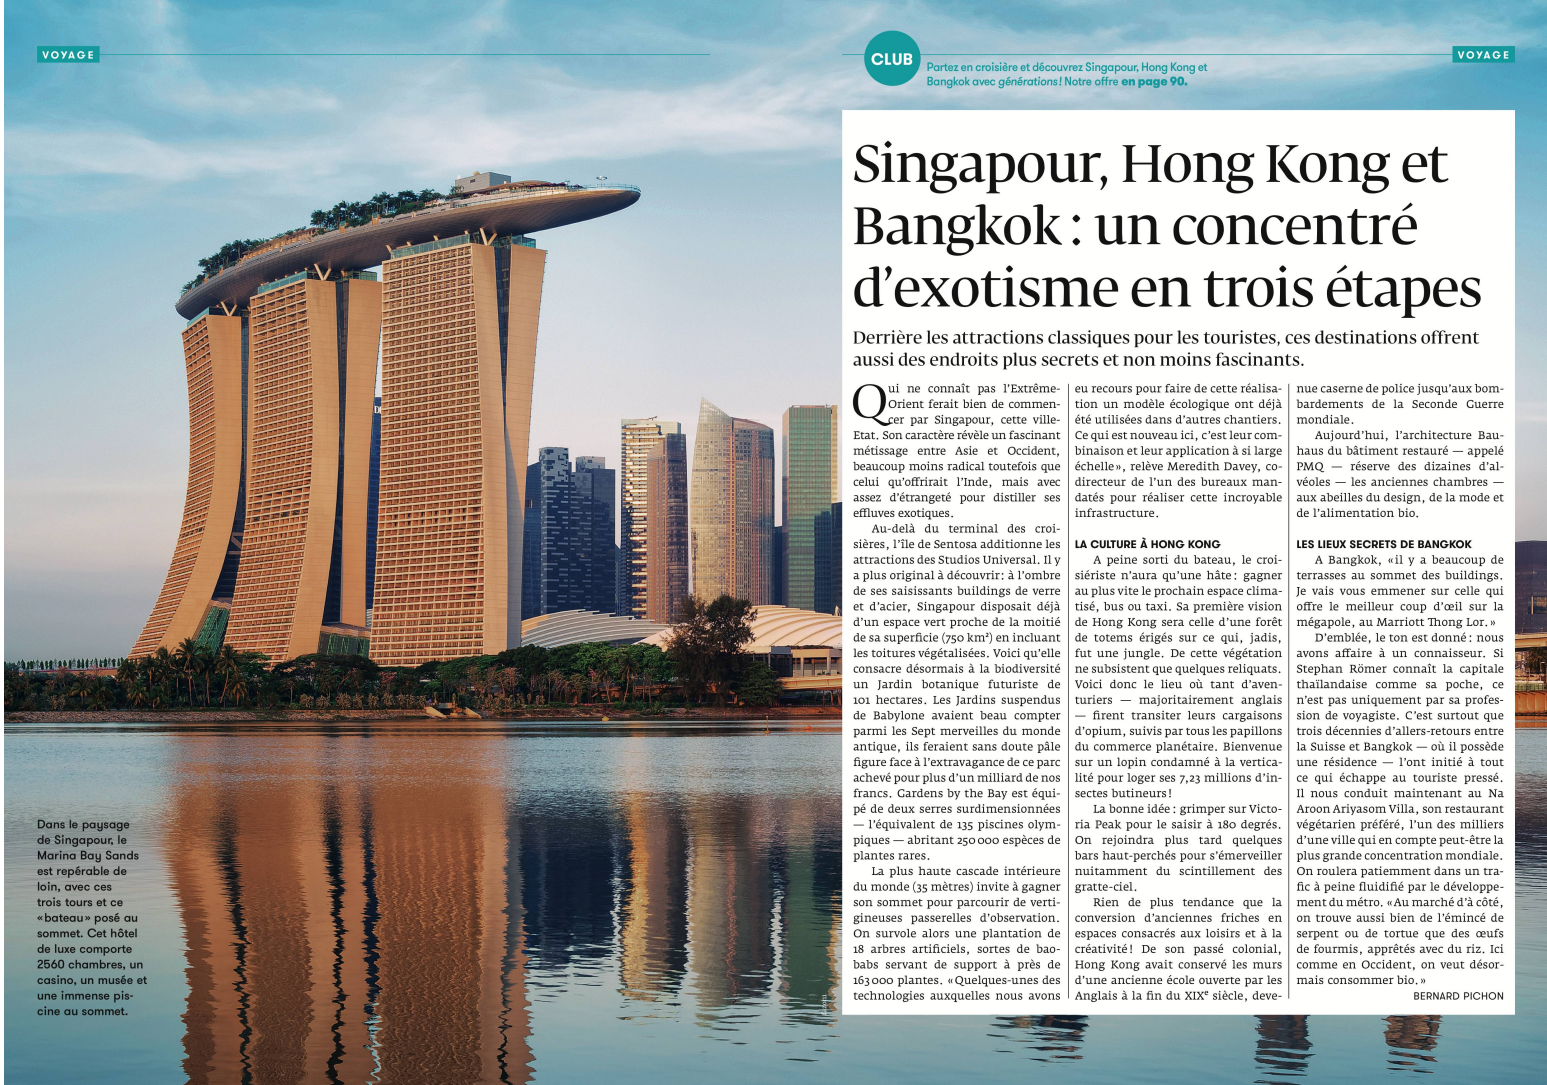 VOYAGE
CLUB
Partez en croisière et découvrez Singapour, Hong Kong et
Bangkok avec générations! Notre offre en page 90.
VOYAGE
Singapour, Hong Kong et
Bangkok : un concentré
d’exotisme en trois étapes
Derrière les attractions classiques pour les touristes, ces destinations offrent
aussi des endroits plus secrets et non moins fascinants.
Qui ne connaît pas l’Extrême-
Orient ferait bien de commen-
cer par Singapour, cette ville-
Etat. Son caractère révèle un fascinant
métissage entre Asie et Occident,
beaucoup moins radical toutefois que
celui qu’offrirait l’Inde, mais avec
assez d’étrangeté pour distiller ses
effluves exotiques.
Au-delà du terminal des croi-
sières, l’île de Sentosa additionne les
attractions des Studios Universal. Il y
a plus original à découvrir: à l’ombre
de ses saisissants buildings de verre
et d’acier, Singapour disposait déjà
d’un espace vert proche de la moitié
de sa superficie (750 km²) en incluant
les toitures végétalisées. Voici qu’elle
consacre désormais à la biodiversité
un Jardin botanique futuriste de
101 hectares. Les Jardins suspendus
de Babylone avaient beau compter
parmi les Sept merveilles du monde
antique, ils feraient sans doute pâle
figure face à l’extravagance de ce parc
achevé pour plus d’un milliard de nos
francs. Gardens by the Bay est équi-
pé de deux serres surdimensionnées
— l’équivalent de 135 piscines olym-
piques — abritant 250 000 espèces de
plantes rares.
La plus haute cascade intérieure
du monde (35 mètres) invite à gagner
son sommet pour parcourir de verti-
gineuses passerelles d’observation.
On survole alors une plantation de
18 arbres artificiels, sortes de bao-
babs servant de support à près de
163 000 plantes. «Quelques-unes des
technologies auxquelles nous avons
eu recours pour faire de cette réalisa-
tion un modèle écologique ont déjà
été utilisées dans d’autres chantiers.
Ce qui est nouveau ici, c’est leur com-
binaison et leur application à si large
échelle», relève Meredith Davey, co-
directeur de l’un des bureaux man-
datés pour réaliser cette incroyable
infrastructure.
LA CULTURE À HONG KONG
A peine sorti du bateau, le croi-
siériste n’aura qu’une hâte: gagner
au plus vite le prochain espace clima-
tisé, bus ou taxi. Sa première vision
de Hong Kong sera celle d’une forêt
de totems érigés sur ce qui, jadis,
fut une jungle. De cette végétation
ne subsistent que quelques reliquats.
Voici donc le lieu où tant d’aven-
turiers — majoritairement anglais
— firent transiter leurs cargaisons
d’opium, suivis par tous les papillons
du commerce planétaire. Bienvenue
sur un lopin condamné à la vertica-
lité pour loger ses 7,23 millions d’in-
sectes butineurs!
La bonne idée : grimper sur Victo-
ria Peak pour le saisir à 180 degrés.
On rejoindra plus tard quelques
bars haut-perchés pour s’émerveiller
nuitamment du scintillement des
gratte-ciel.
Rien de plus tendance que la
conversion d’anciennes friches en
espaces consacrés aux loisirs et à la
créativité! De son passé colonial,
Hong Kong avait conservé les murs
d’une ancienne école ouverte par les
Anglais à la fin du XIXe siècle, deve-
nue caserne de police jusqu’aux bom-
bardements de la Seconde Guerre
mondiale.
Aujourd’hui, l’architecture Bau-
haus du bâtiment restauré — appelé
PMQ — réserve des dizaines d’al-
véoles — les anciennes chambres —
aux abeilles du design, de la mode et
de l’alimentation bio.
LES LIEUX SECRETS DE BANGKOK
A Bangkok, «il y a beaucoup de
terrasses au sommet des buildings.
Je vais vous emmener sur celle qui
offre le meilleur coup d’œil sur la
mégapole, au Marriott Thong Lor.»
D’emblée, le ton est donné: nous
avons affaire à un connaisseur. Si
Stephan Römer connaît la capitale
thaïlandaise comme sa poche, ce
n’est pas uniquement par sa profes-
sion de voyagiste. C’est surtout que
trois décennies d’allers-retours entre
la Suisse et Bangkok — où il possède
une résidence — l’ont initié à tout
ce qui échappe au touriste pressé.
Il nous conduit maintenant au Na
Aroon Ariyasom Villa, son restaurant
végétarien préféré, l’un des milliers
d’une ville qui en compte peut-être la
plus grande concentration mondiale.
On roulera patiemment dans un tra-
fic à peine fluidifié par le développe-
ment du métro. «Au marché d’à côté,
on trouve aussi bien de l’émincé de
serpent ou de tortue que des œufs
de fourmis, apprêtés avec du riz. Ici
comme en Occident, on veut désor-
mais consommer bio.»
BERNARD PICHON
Dans le paysage
de Singapour, le
Marina Bay Sands
est repérable de
loin, avec ces
trois tours et ce
«bateau» posé au
sommet. Cet hôtel
de luxe comporte
2560 chambres, un
casino, un musée et
une immense pis-
cine au sommet.